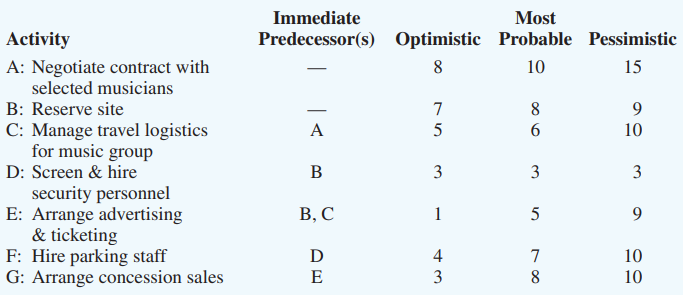 Immediate Most
Activity Predecessor(s) Optimistic Probable Pessimistic
A: Negotiate contract with — 8 10 15
selected musicians
B: Reserve site — 7 8 9
C: Manage travel logistics A 5 6 10
for music group
D: Screen & hire B 3 3 3
security personnel
E: Arrange advertising B, C 1 5 9
& ticketing
F: Hire parking staff D 4 7 10
G: Arrange concession sales E 3 8 10